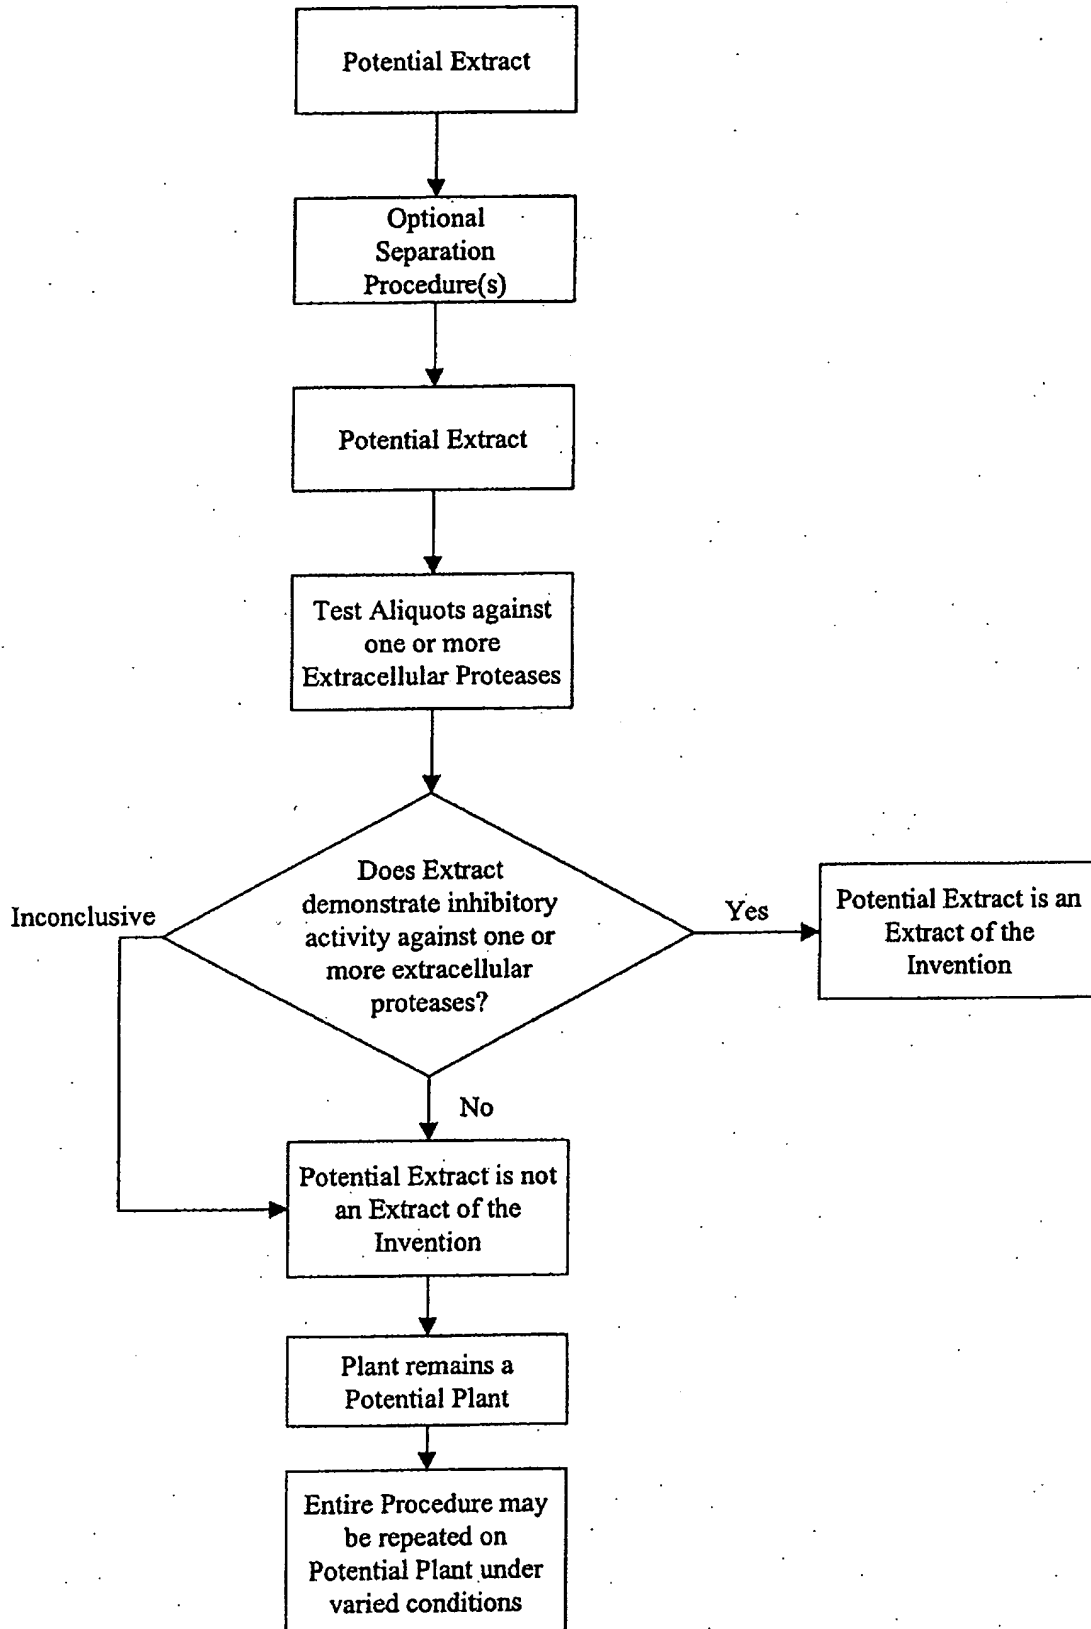 Potential Extract
Optional
Separation
Procedure(s)
Potential Extract
Test Aliquots against
one or more
Extracellular Proteases
Does Extract
demonstrate inhibitory
activity against one or
more extracellular
proteases?
Inconclusive
Yes
Potential Extract is an
Extract of the
Invention
No
Potential Extract is not
an Extract of the
Invention
Plant remains a
Potential Plant
Entire Procedure may
be repeated on
Potential Plant under
varied conditions